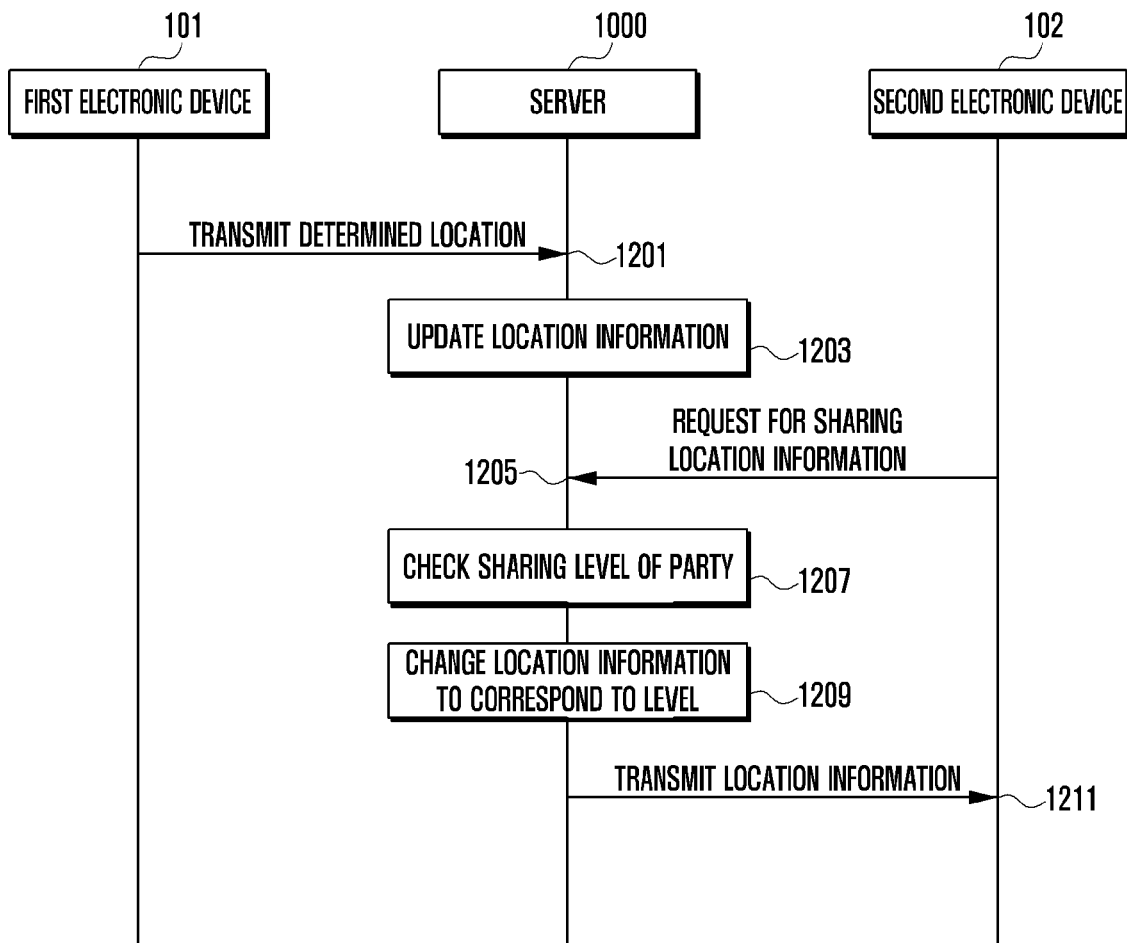 101
1000
102
FIRST ELECTRONIC DEVICE
SERVER
SECOND ELECTRONIC DEVICE
TRANSMIT DETERMINED LOCATION
1201
UPDATE LOCATION INFORMATION
1203
REQUEST FOR SHARING
LOCATION INFORMATION
1205
CHECK SHARING LEVEL OF PARTY
1207
CHANGE LOCATION INFORMATION
TO CORRESPOND TO LEVEL
1209
TRANSMIT LOCATION INFORMATION
1211